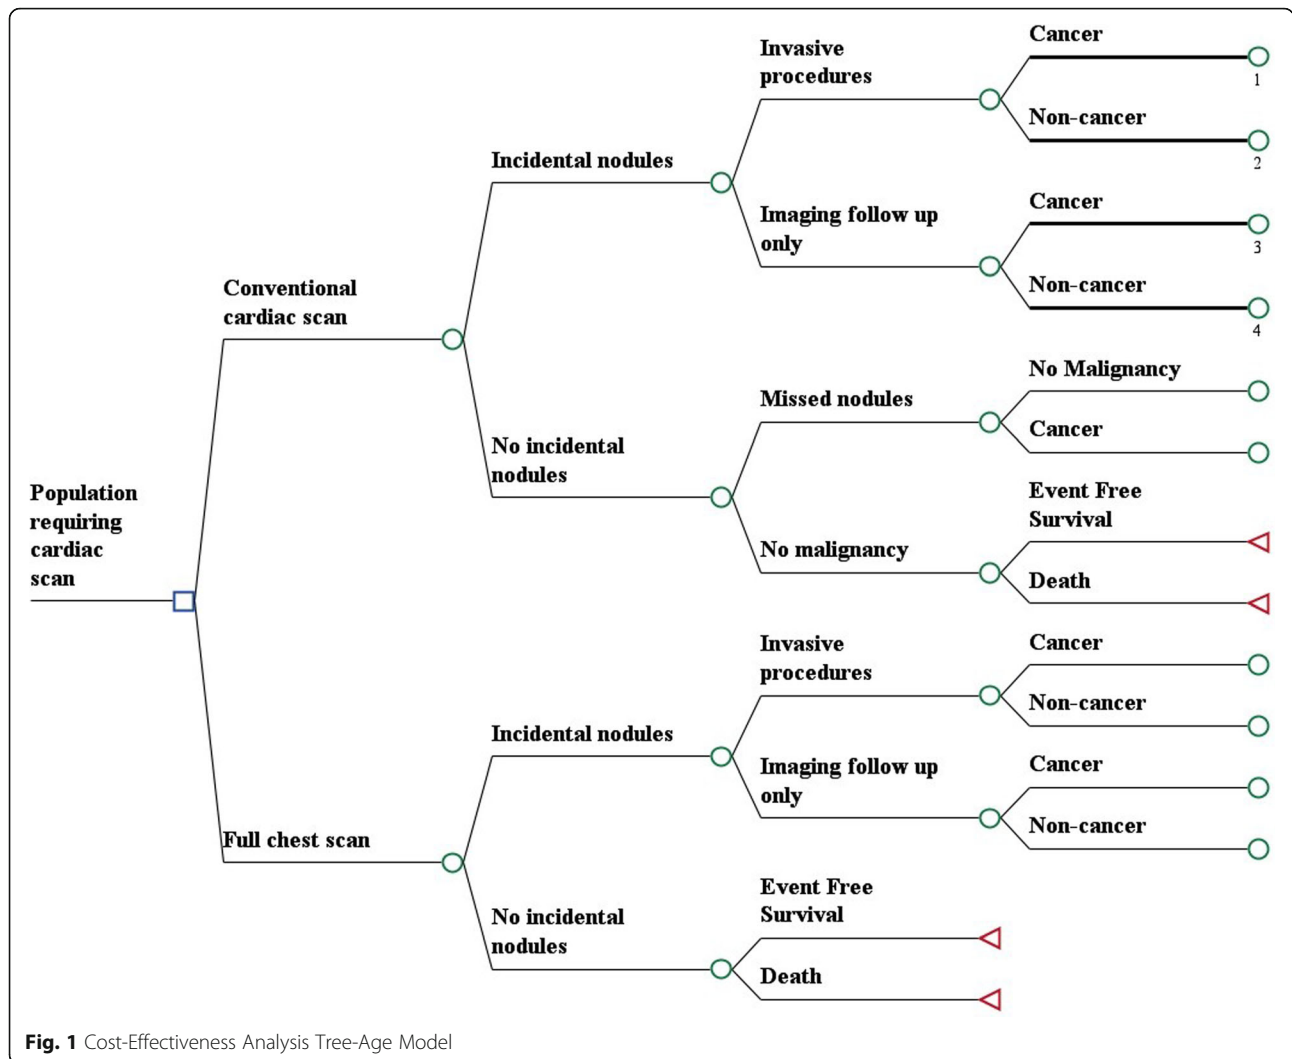 Population
requiring
cardiac
scan
Conventional
cardiac scan
Incidental nodules
Invasive
procedures
Cancer
1
Non-cancer
2
Imaging follow up
only
Cancer
3
Non-cancer
4
No incidental
nodules
Missed nodules
No Malignancy
Cancer
No malignancy
Event Free
Survival
Death
Full chest scan
Incidental nodules
Invasive
procedures
Cancer
Non-cancer
Imaging follow up
only
Cancer
Non-cancer
No incidental
nodules
Event Free
Survival
Death
Fig. 1 Cost-Effectiveness Analysis Tree-Age Model